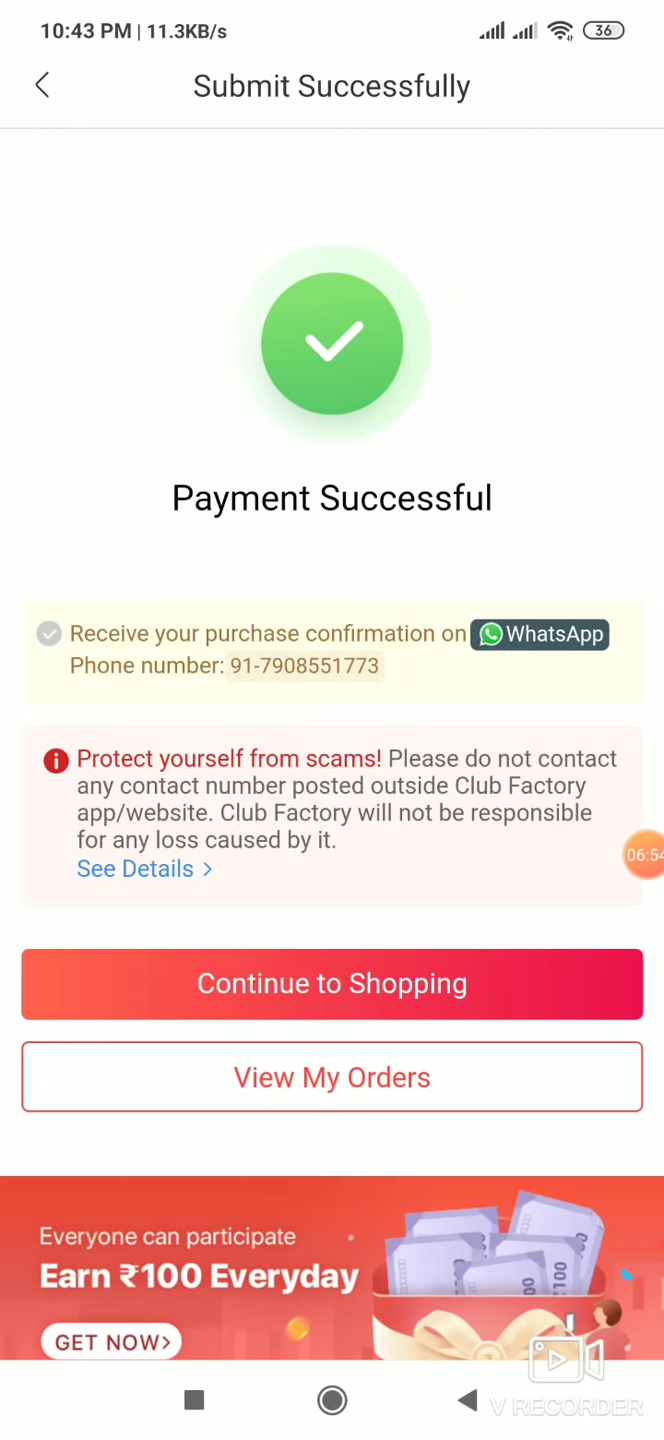 10:43 PM | 11.3KB/s
36
Submit Successfully
Payment Successful
Receive your purchase confirmation on WhatsApp
Phone number: 91-7908551773
Protect yourself from scams! Please do not contact
any contact number posted outside Club Factory
app/website. Club Factory will not be responsible
for any loss caused by it.
See Details >
06:54
Continue to Shopping
View My Orders
Everyone can participate
Earn ₹100 Everyday
100
GET NOW>
V RECORDER